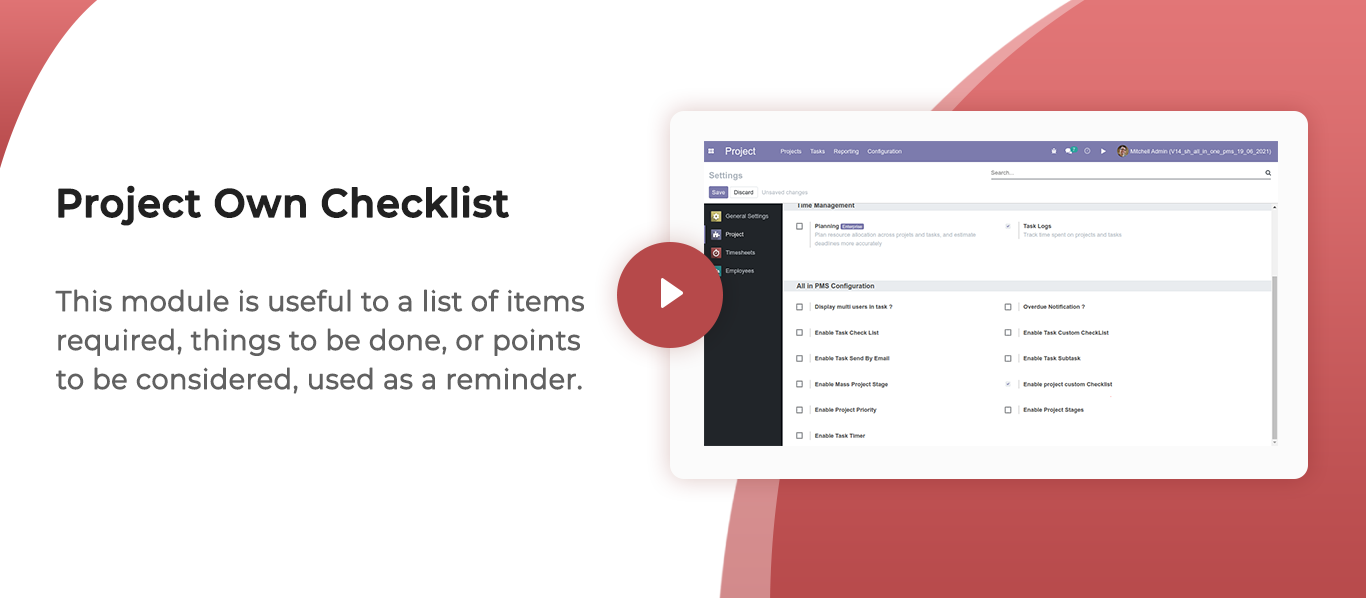 Project Own Checklist
This module is useful to a list of items
required, things to be done, or points
to be considered, used as a reminder.
Project
Projects Tasks Reporting Configuration
Mitchell Admin (V14_sh_all_in_one_pms_19_06_2021)
Settings
Search...
Save Discard Unsaved changes
General Settings
Project
Timesheets
Employees
Time Management
Planning Enterprise
Plan resource allocation across projets and tasks, and estimate
deadlines more accurately
Task Logs
Track time spent on projects and tasks
All in PMS Configuration
Display multi users in task ?
Overdue Notification ?
Enable Task Check List
Enable Task Custom CheckList
Enable Task Send By Email
Enable Task Subtask
Enable Mass Project Stage
Enable project custom Checklist
Enable Project Priority
Enable Project Stages
Enable Task Timer